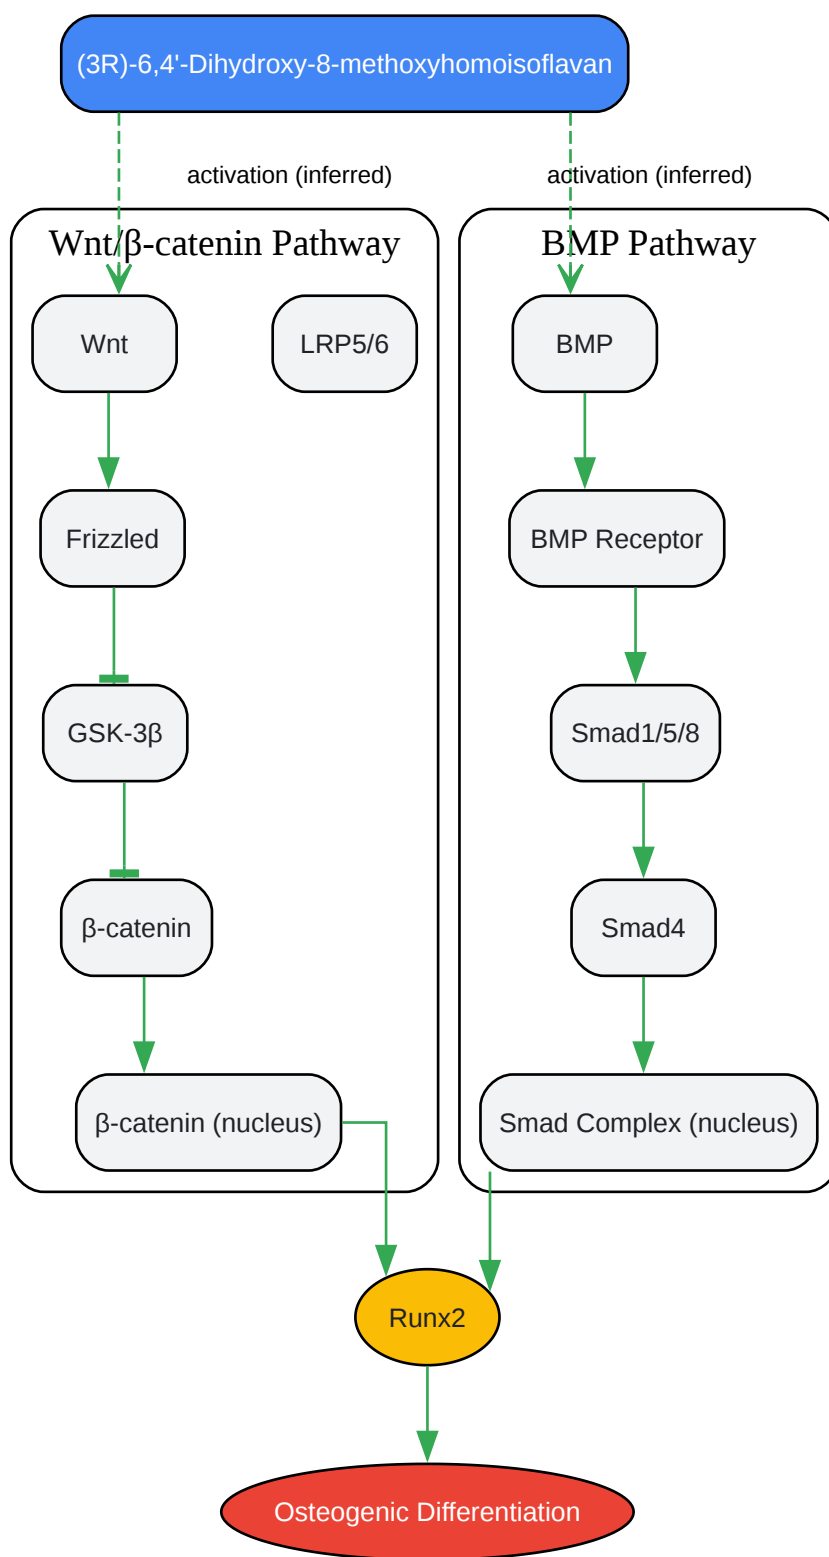 (3R)-6,4'-Dihydroxy-8-methoxyhomoisoflavan
activation (inferred)
activation (inferred)
Wnt/β-catenin Pathway
BMP Pathway
Wnt
LRP5/6
BMP
Frizzled
BMP Receptor
GSK-3β
Smad1/5/8
β-catenin
Smad4
β-catenin (nucleus)
Smad Complex (nucleus)
Runx2
Osteogenic Differentiation